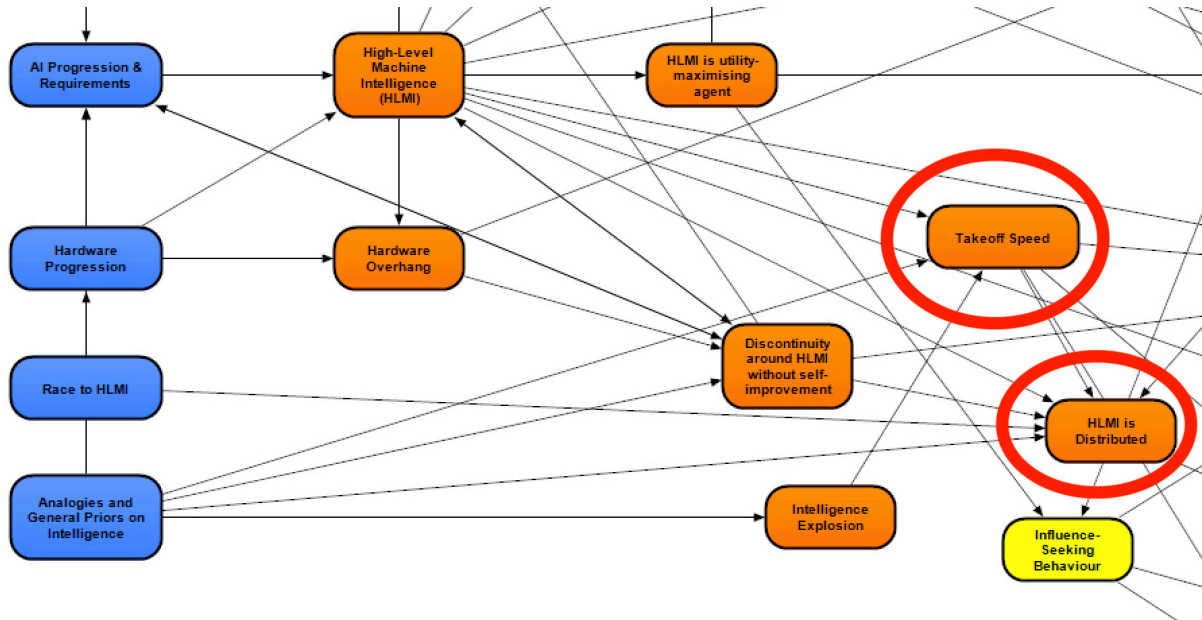 AI Progression &
Requirements
High-Level
Machine
Intelligence
(HLMI)
HLMI is utility-
maximising
agent
Takeoff Speed
Hardware
Progression
Hardware
Overhang
Discontinuity
around HLMI
without self-
improvement
Race to HLMI
HLMI is
Distributed
Analogies and
General Priors on
Intelligence
Intelligence
Explosion
Influence-
Seeking
Behaviour